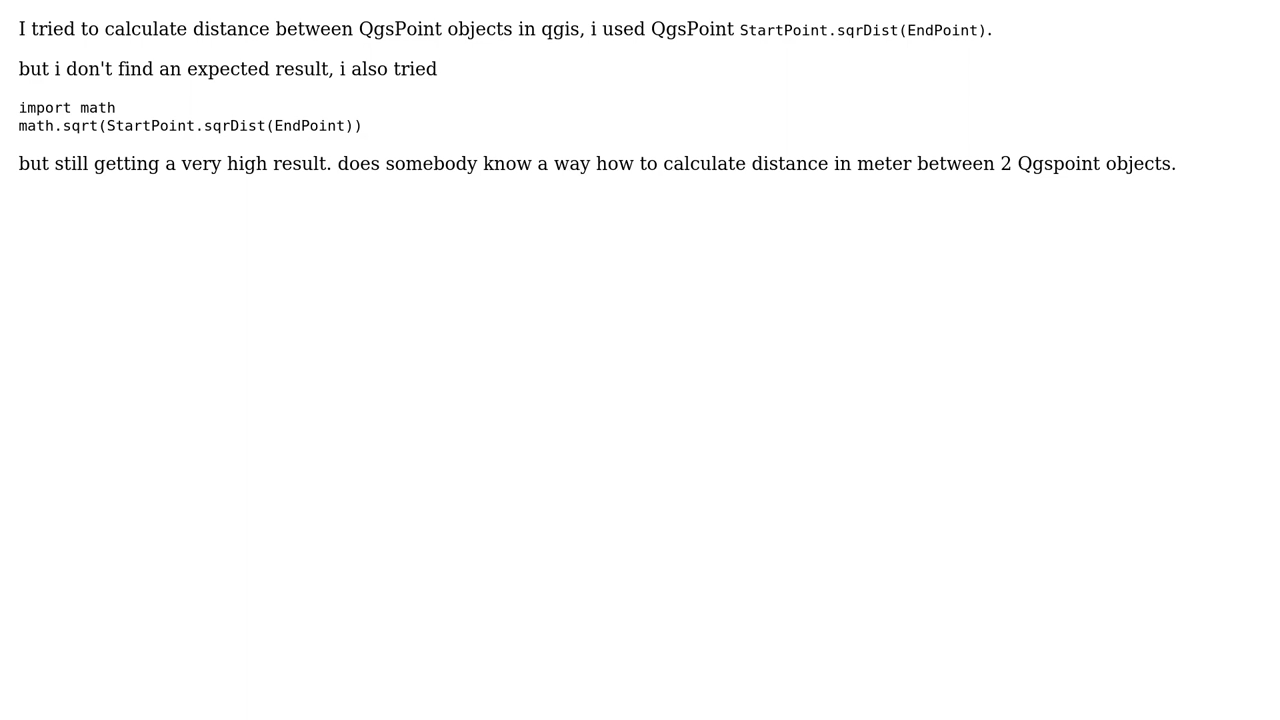 I tried to calculate distance between QgsPoint objects in qgis, i used QgsPoint StartPoint.sqrDist(EndPoint).
but i don't find an expected result, i also tried
import math
math.sqrt(StartPoint.sqrDist(EndPoint))
but still getting a very high result. does somebody know a way how to calculate distance in meter between 2 Qgspoint objects.